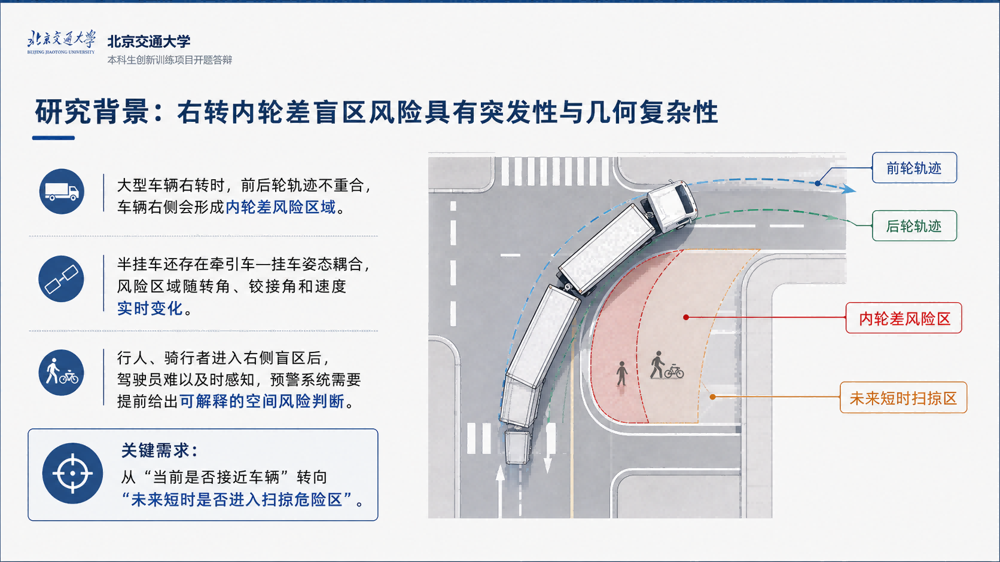 北京交通大学
BEIJING JIAOTONG UNIVERSITY
北京交通大学
本科生创新训练项目开题答辩
研究背景：右转内轮差盲区风险具有突发性与几何复杂性
大型车辆右转时，前后轮轨迹不重合，
车辆右侧会形成内轮差风险区域。
半挂车还存在牵引车—挂车姿态耦合，
风险区域随转角、铰接角和速度
实时变化。
行人、骑行者进入右侧盲区后，
驾驶员难以及时感知，预警系统需要
提前给出可解释的空间风险判断。
关键需求：
从“当前是否接近车辆”转向
“未来短时是否进入扫掠危险区”。
前轮轨迹
后轮轨迹
内轮差风险区
未来短时扫掠区